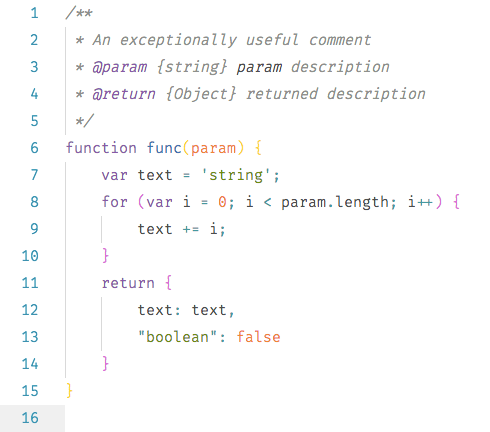 1 /**
2  * An exceptionally useful comment
3  * @param {string} param description
4  * @return {Object} returned description
5  */
6 function func(param) {
7     var text = 'string';
8     for (var i = 0; i < param.length; i++) {
9         text += i;
10     }
11     return {
12         text: text,
13         "boolean": false
14     }
15 }
16